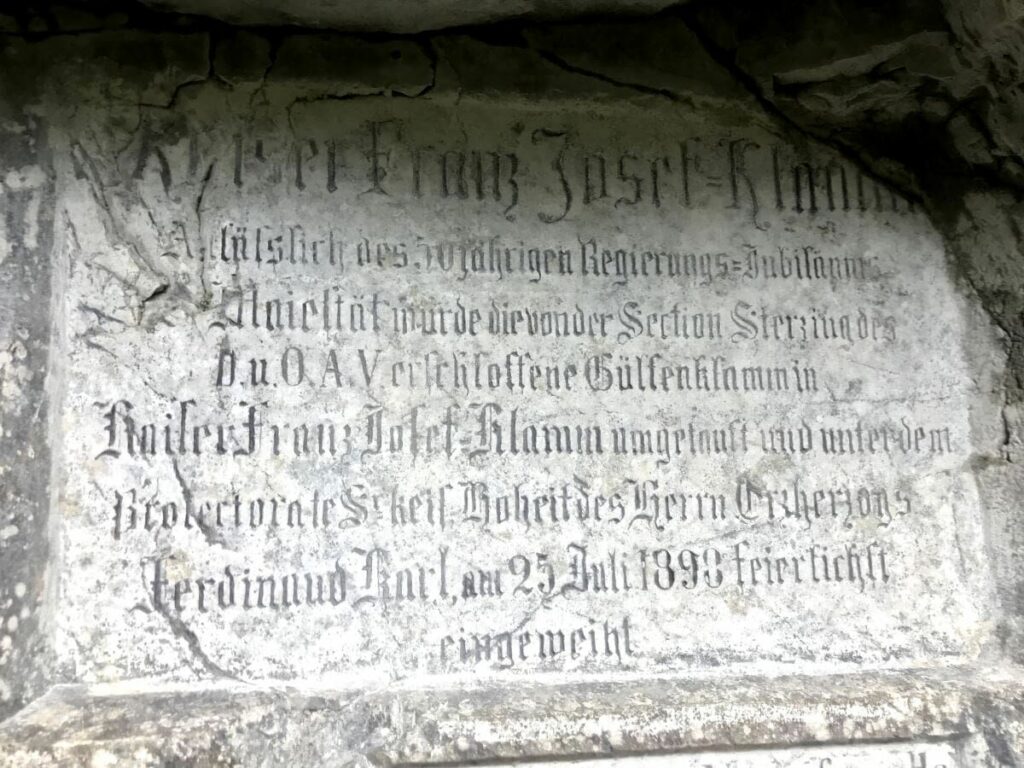 Kaiser Franz Josef=Klamm
Anläßlich des 50jährigen Regierungs=Jubiläums
Majestät wurde die von der Section Sterzing des
D. u. O. A. V. erschlossene Gülfenklamm in
Kaiser Franz Josef=Klamm umgetauft und unter dem
Protectorate Sr. keis. Hoheit des Herrn Erzherzogs
Ferdinand Karl, am 25 Juli 1898 feierlichst
eingeweiht